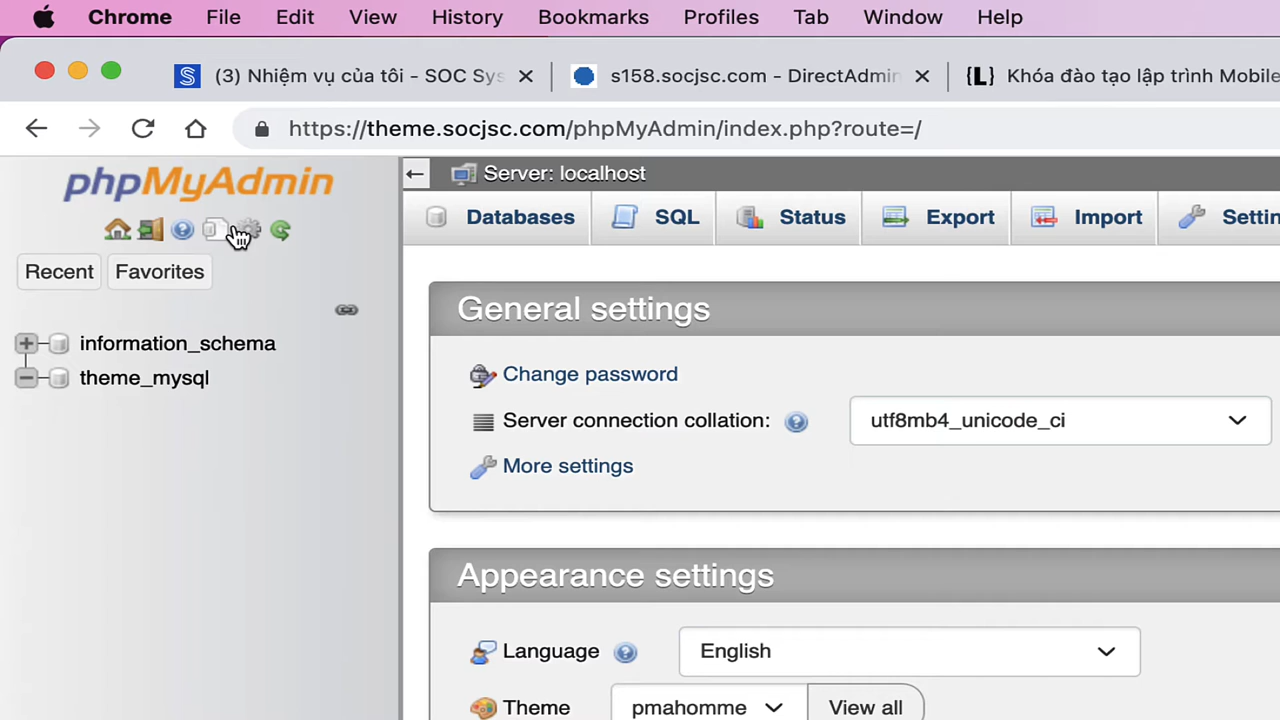 Chrome File Edit View History Bookmarks Profiles Tab Window Help
(3) Nhiệm vụ của tôi - SOC Sys s158.socjsc.com - DirectAdmin {L} Khóa đào tạo lập trình Mobile
https://theme.socjsc.com/phpMyAdmin/index.php?route=/
phpMyAdmin
Server: localhost
Databases SQL Status Export Import
Recent Favorites
information_schema
theme_mysql
General settings
Change password
Server connection collation: utf8mb4_unicode_ci
More settings
Appearance settings
Language English
Theme pmahomme View all